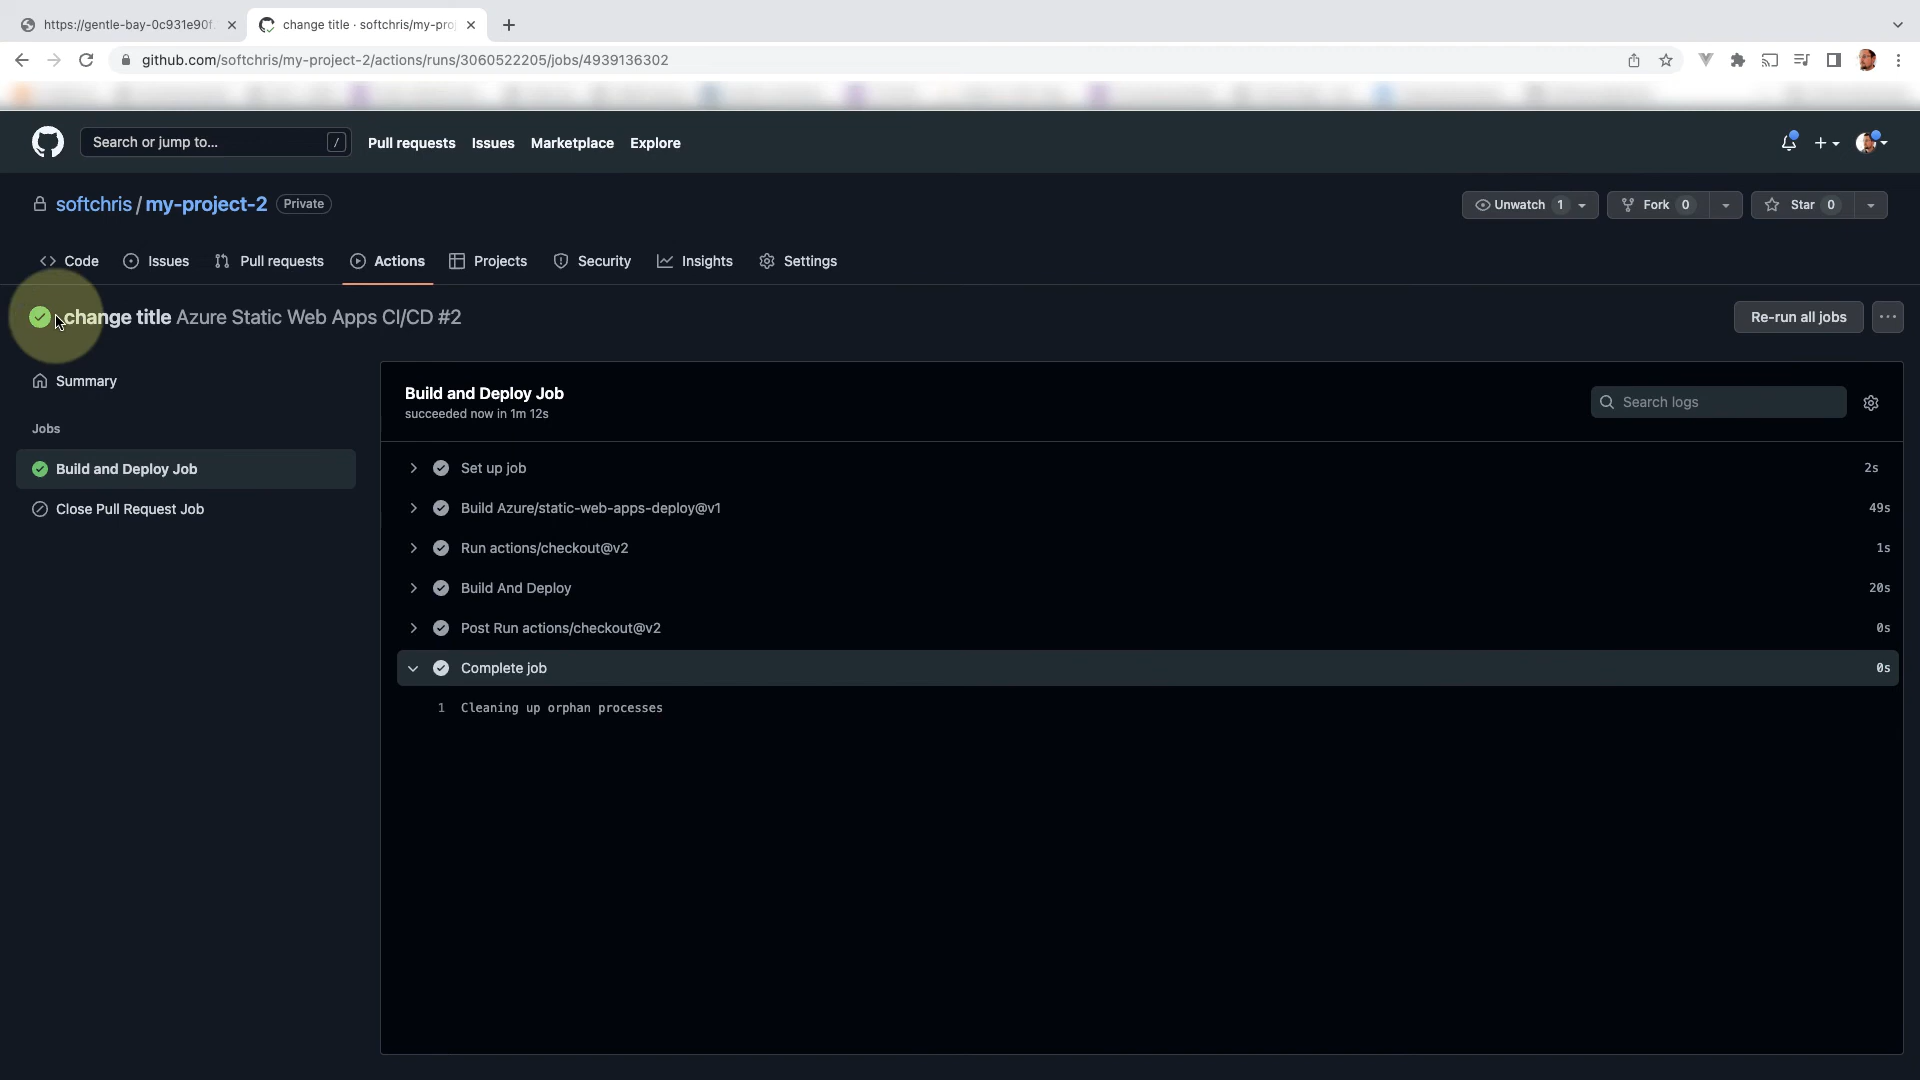 https://gentle-bay-0c931e90f
change title · softchris/my-proj
github.com/softchris/my-project-2/actions/runs/3060522205/jobs/4939136302
Search or jump to... /
Pull requests Issues Marketplace Explore
softchris / my-project-2 Private
Unwatch 1 Fork 0 Star 0
Code Issues Pull requests Actions Projects Security Insights Settings
change title Azure Static Web Apps CI/CD #2
Re-run all jobs
Summary
Jobs
Build and Deploy Job
Close Pull Request Job
Build and Deploy Job
succeeded now in 1m 12s
Search logs
Set up job 2s
Build Azure/static-web-apps-deploy@v1 49s
Run actions/checkout@v2 1s
Build And Deploy 20s
Post Run actions/checkout@v2 0s
Complete job 0s
1 Cleaning up orphan processes